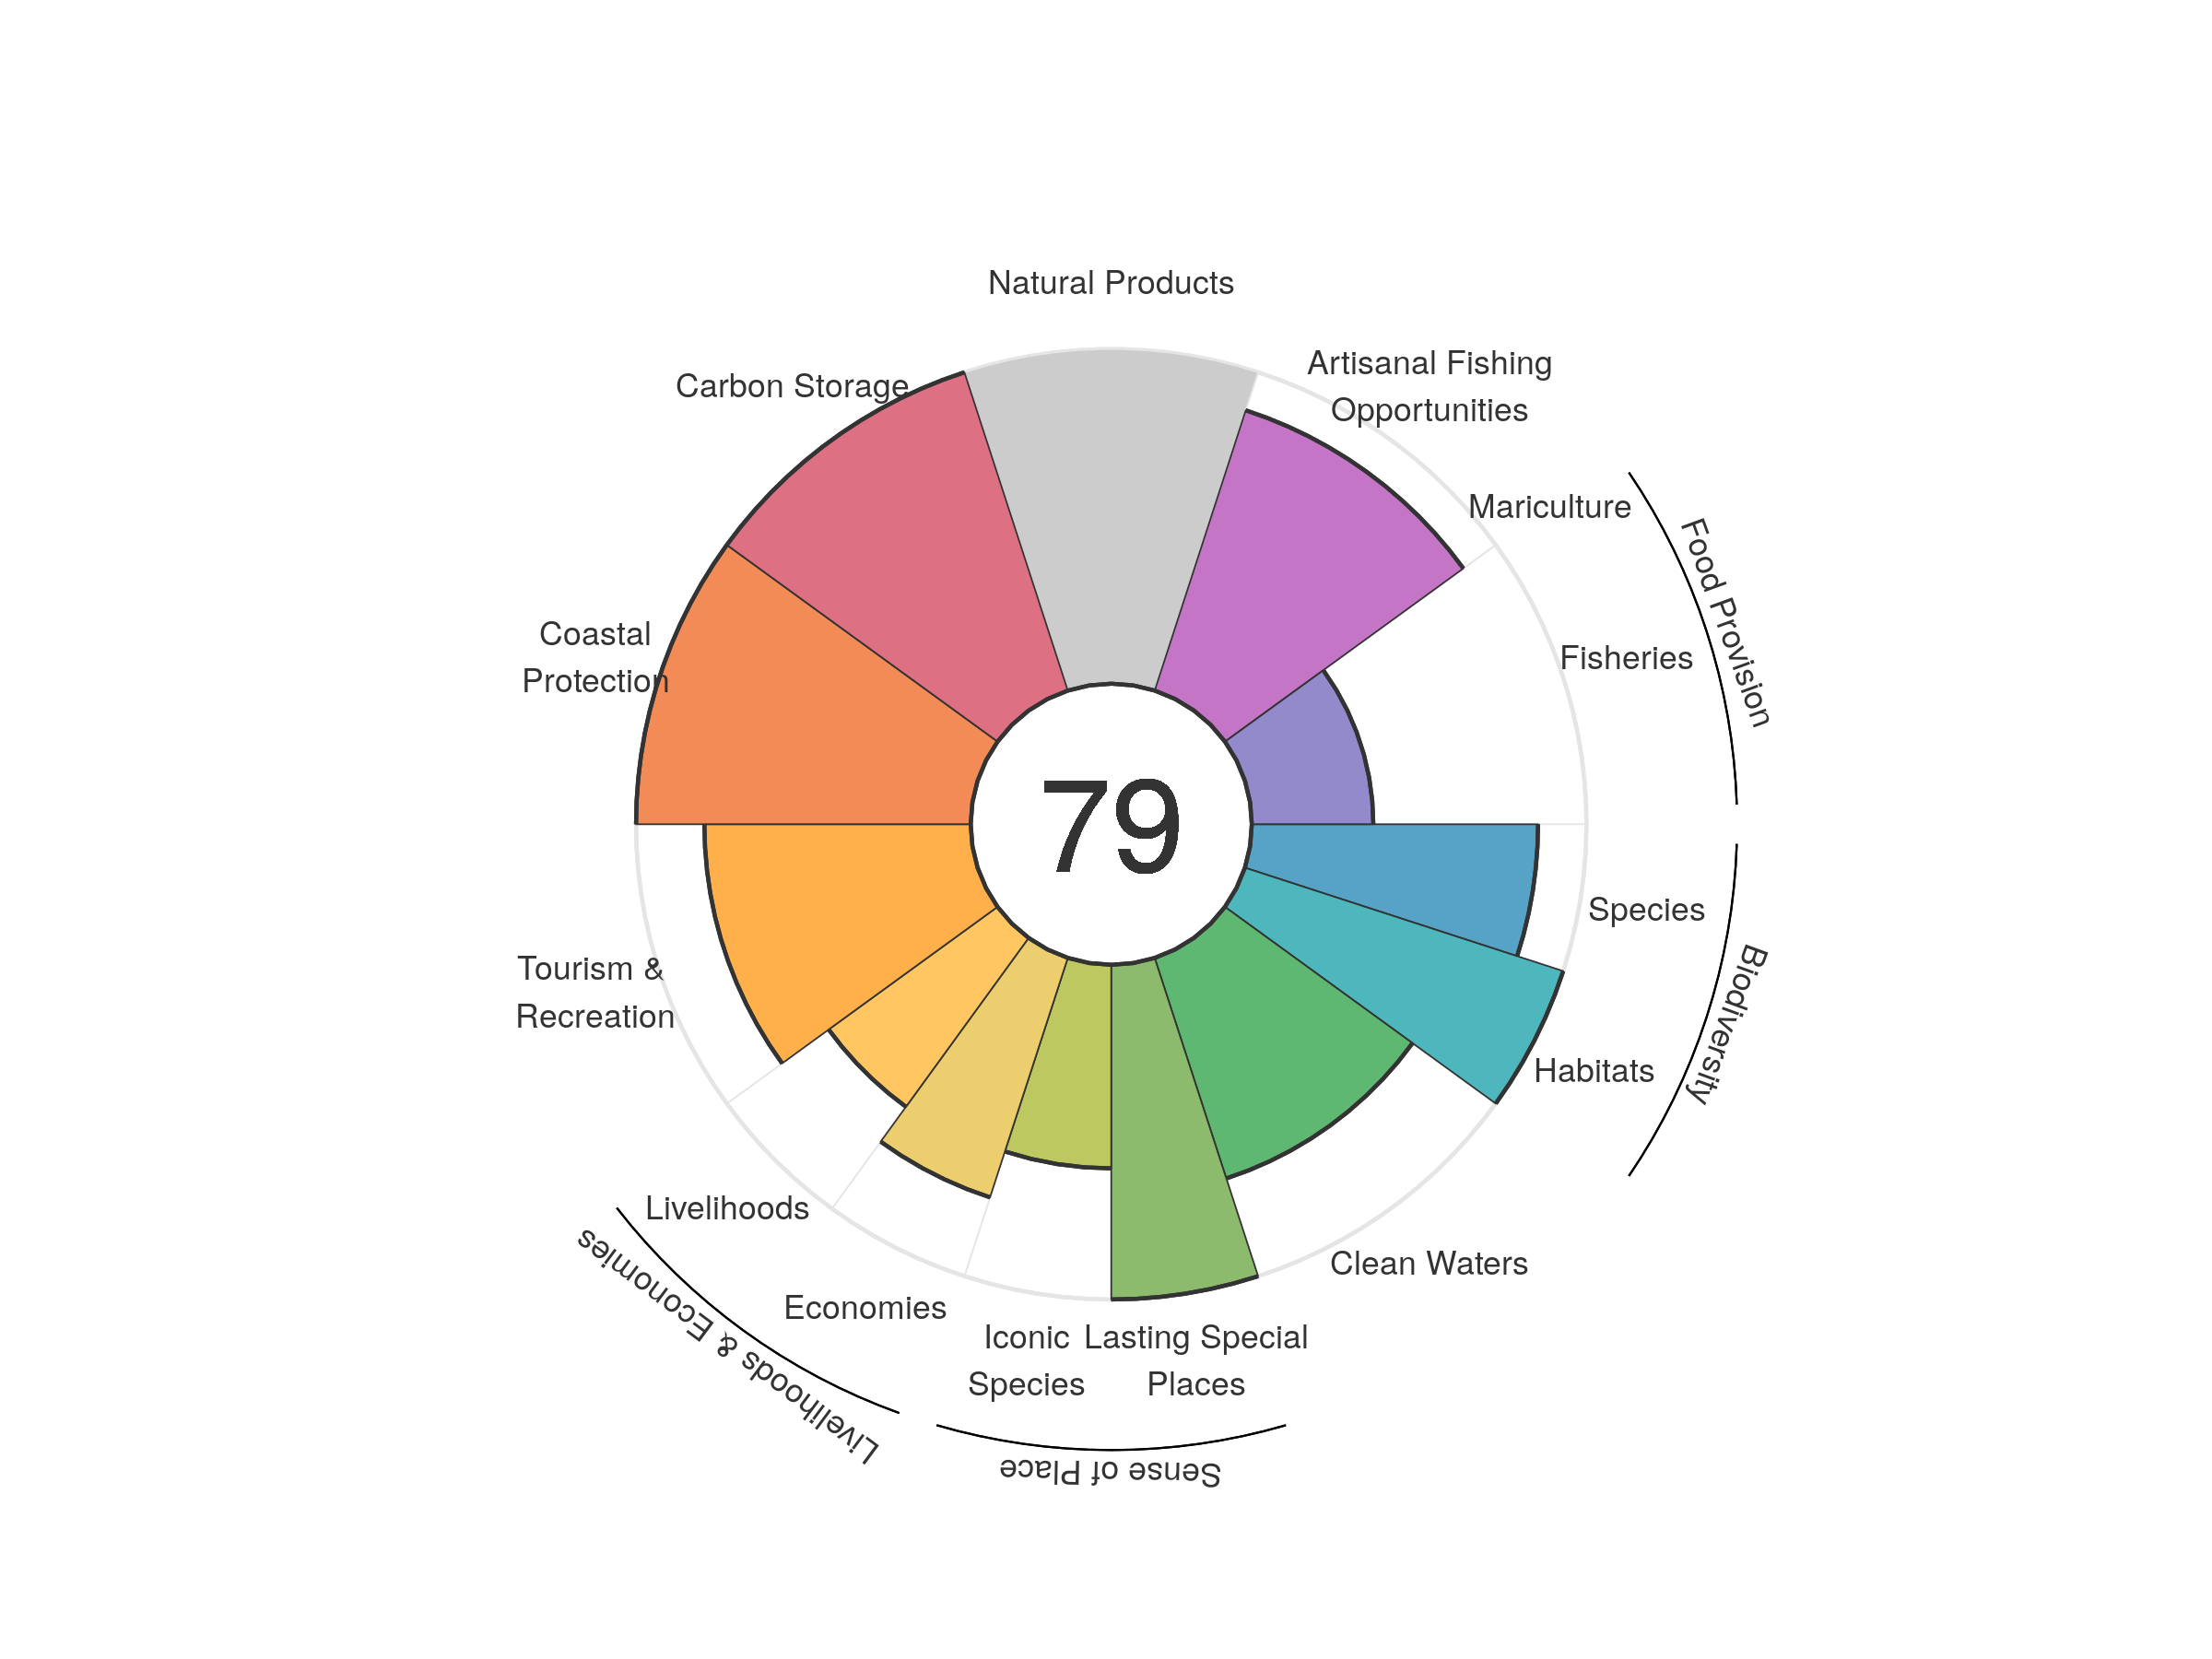 Natural Products
Artisanal Fishing
Opportunities
Carbon Storage
Mariculture
Food Provision
Fisheries
Coastal
Protection
79
Species
Biodiversity
Tourism &
Recreation
Habitats
Livelihoods
Clean Waters
Livelihoods & Economies
Economies
Iconic
Species
Lasting Special
Places
Sense of Place